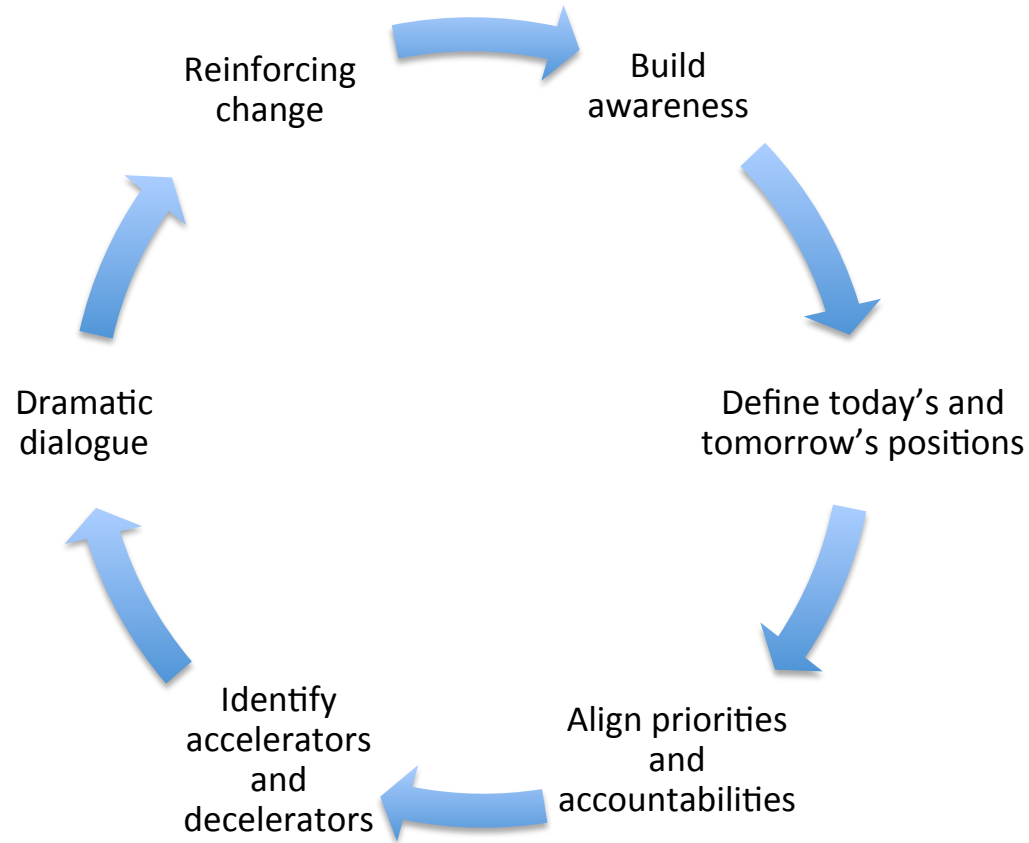 Reinforcing
change
Build
awareness
Define today’s and
tomorrow’s positions
Align priorities
and
accountabilities
Identify
accelerators
and
decelerators
Dramatic
dialogue